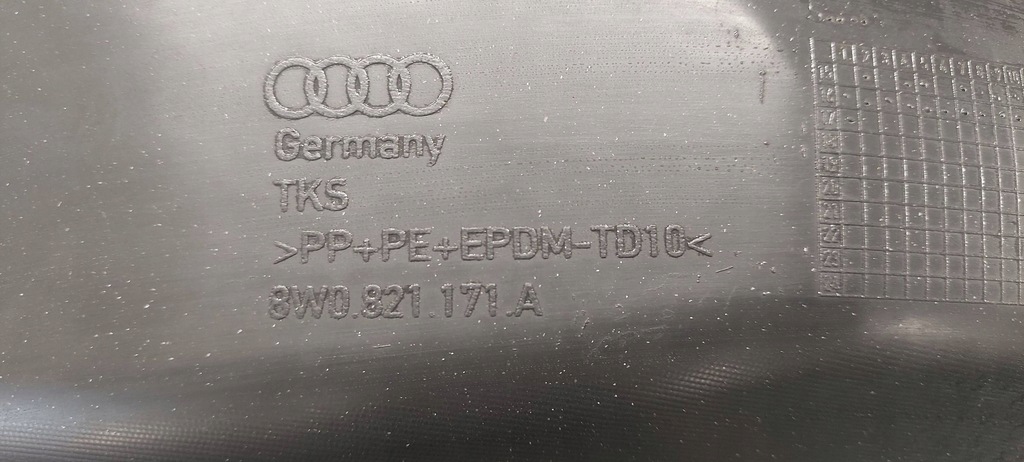 Germany
TKS
>PP+PE+EPDM-TD10<
8W0.821.171.A